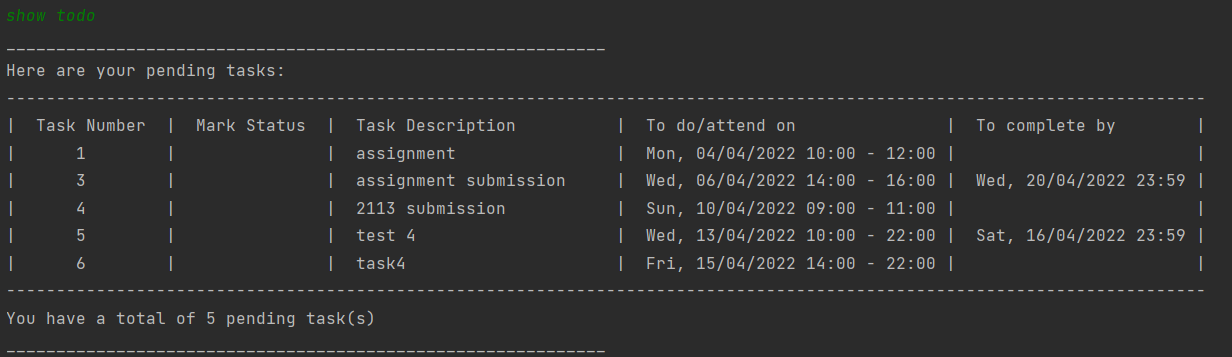 show todo
____________________________________________________________
Here are your pending tasks:
------------------------------------------------------------------------------------------------------------------------
|  Task Number  |  Mark Status  |  Task Description          |  To do/attend on               |  To complete by        |
|       1        |               |  assignment                |  Mon, 04/04/2022 10:00 - 12:00 |                        |
|       3        |               |  assignment submission     |  Wed, 06/04/2022 14:00 - 16:00 |  Wed, 20/04/2022 23:59 |
|       4        |               |  2113 submission           |  Sun, 10/04/2022 09:00 - 11:00 |                        |
|       5        |               |  test 4                    |  Wed, 13/04/2022 10:00 - 22:00 |  Sat, 16/04/2022 23:59 |
|       6        |               |  task4                     |  Fri, 15/04/2022 14:00 - 22:00 |                        |
------------------------------------------------------------------------------------------------------------------------
You have a total of 5 pending task(s)
____________________________________________________________